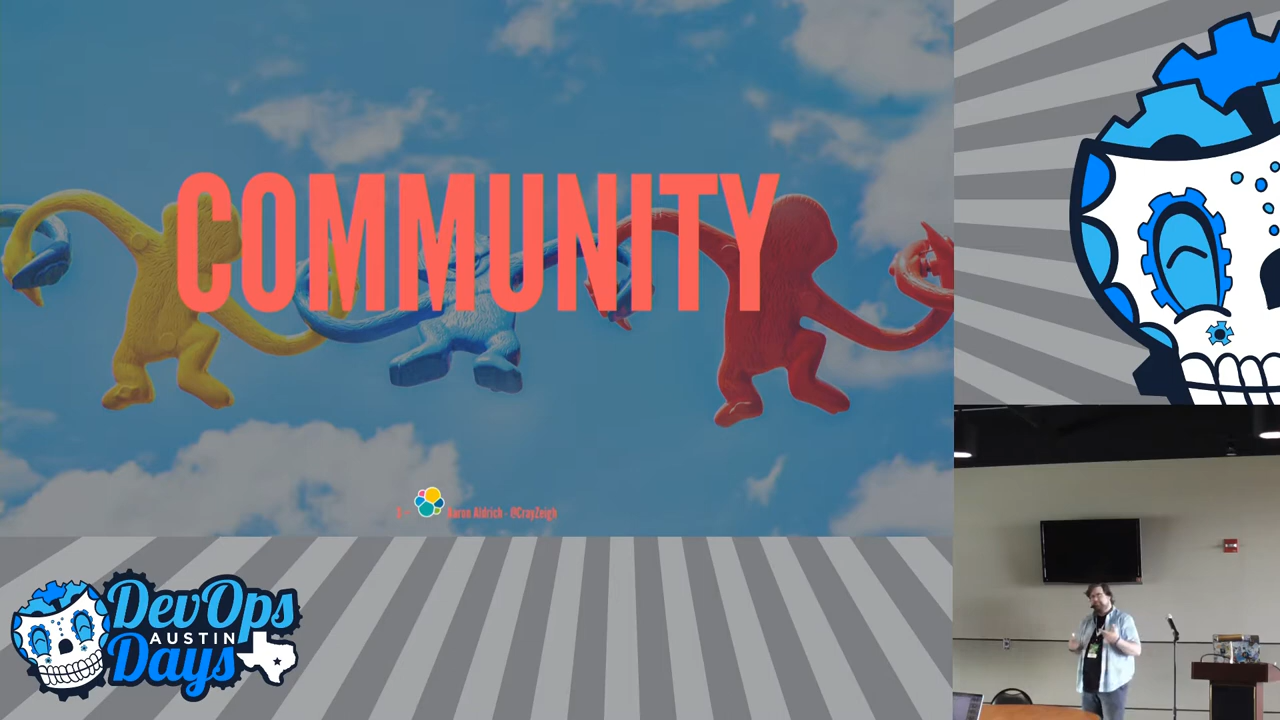 COMMUNITY
Aaron Aldrich - @CrayZeigh
DevOps
AUSTIN
Days